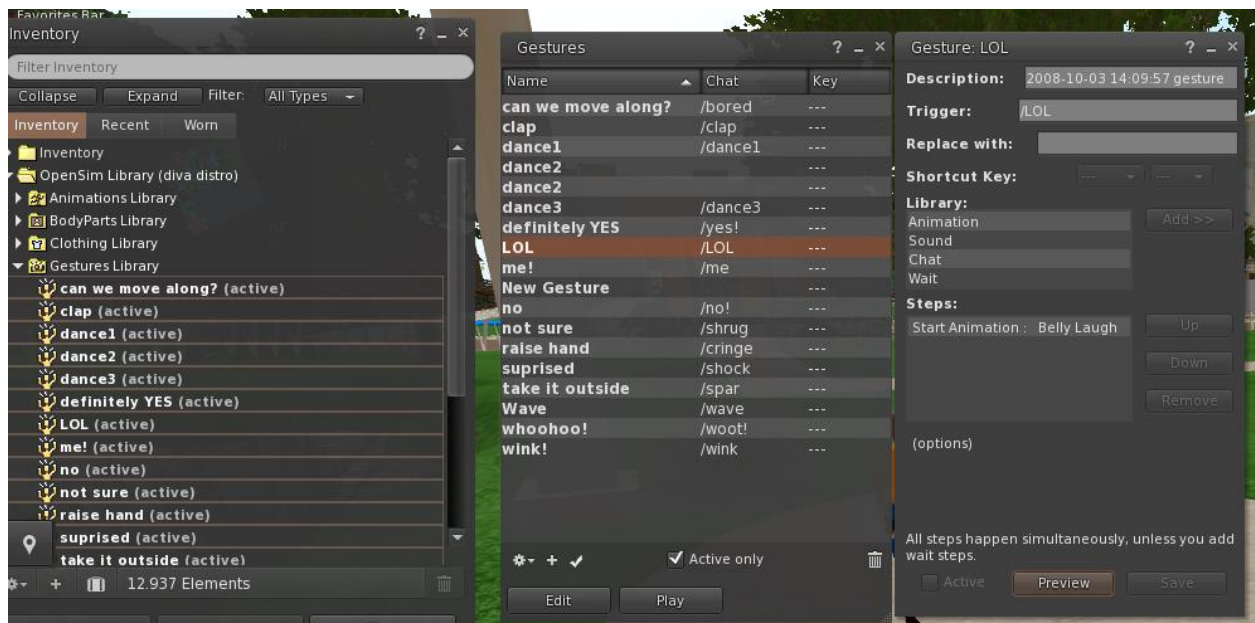 Favorites Bar
Inventory ? _ ×
Filter Inventory
Collapse Expand Filter: All Types
Inventory Recent Worn
Inventory
OpenSim Library (diva distro)
Animations Library
BodyParts Library
Clothing Library
Gestures Library
can we move along? (active)
clap (active)
dance1 (active)
dance2 (active)
dance3 (active)
definitely YES (active)
LOL (active)
me! (active)
no (active)
not sure (active)
raise hand (active)
suprised (active)
take it outside (active)
12.937 Elements
Gestures ? _ ×
Name Chat Key
can we move along? /bored ---
clap /clap ---
dance1 /dance1 ---
dance2 ---
dance2 ---
dance3 /dance3 ---
definitely YES /yes! ---
LOL /LOL ---
me! /me ---
New Gesture ---
no /no! ---
not sure /shrug ---
raise hand /cringe ---
suprised /shock ---
take it outside /spar ---
Wave /wave ---
whoohoo! /woot! ---
wink! /wink ---
Active only
Edit Play
Gesture: LOL ? _ ×
Description: 2008-10-03 14:09:57 gesture
Trigger: /LOL
Replace with:
Shortcut Key: --- ---
Library:
Animation Add >>
Sound
Chat
Wait
Steps:
Start Animation : Belly Laugh Up
Down
Remove
(options)
All steps happen simultaneously, unless you add
wait steps.
Active Preview Save